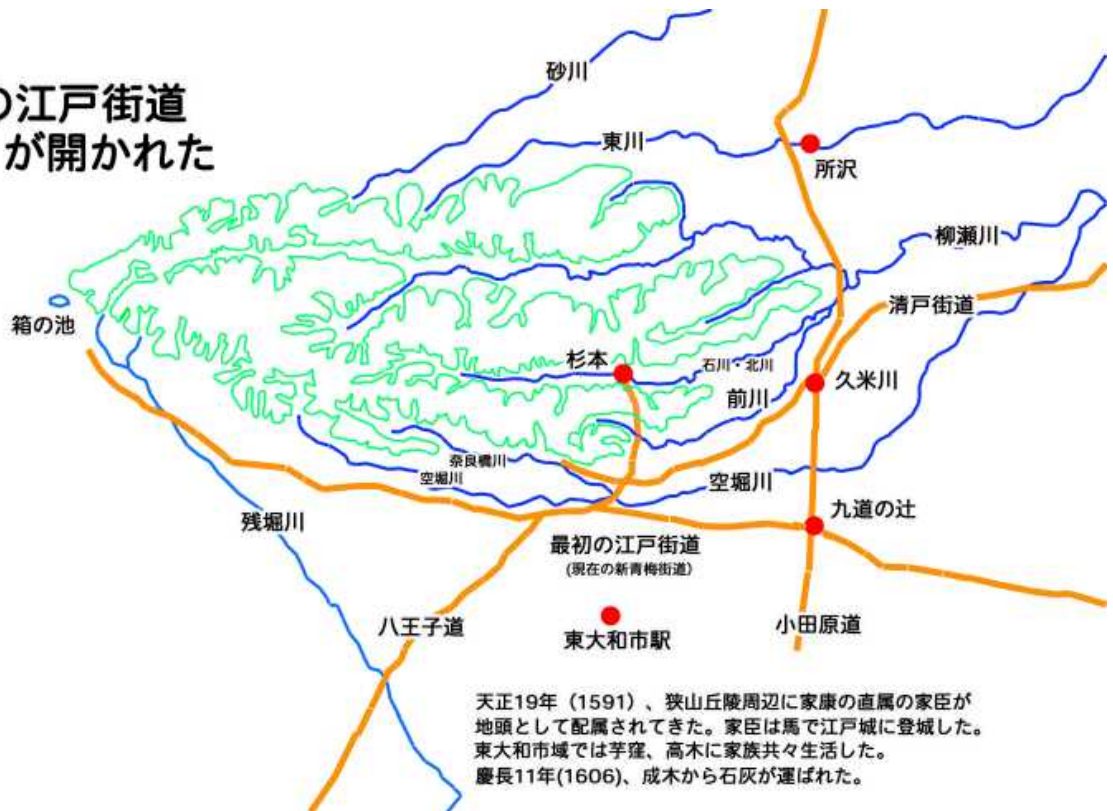 の江戸街道
が開かれた
砂川
東川
所沢
柳瀬川
清戸街道
箱の池
杉本
石川・北川
久米川
前川
奈良橋川
空堀川
空堀川
残堀川
九道の辻
最初の江戸街道
(現在の新青梅街道)
八王子道
小田原道
東大和市駅
天正19年（1591）、狭山丘陵周辺に家康の直属の家臣が
地頭として配属されてきた。家臣は馬で江戸城に登城した。
東大和市域では芋窪、高木に家族共々生活した。
慶長11年(1606)、成木から石灰が運ばれた。